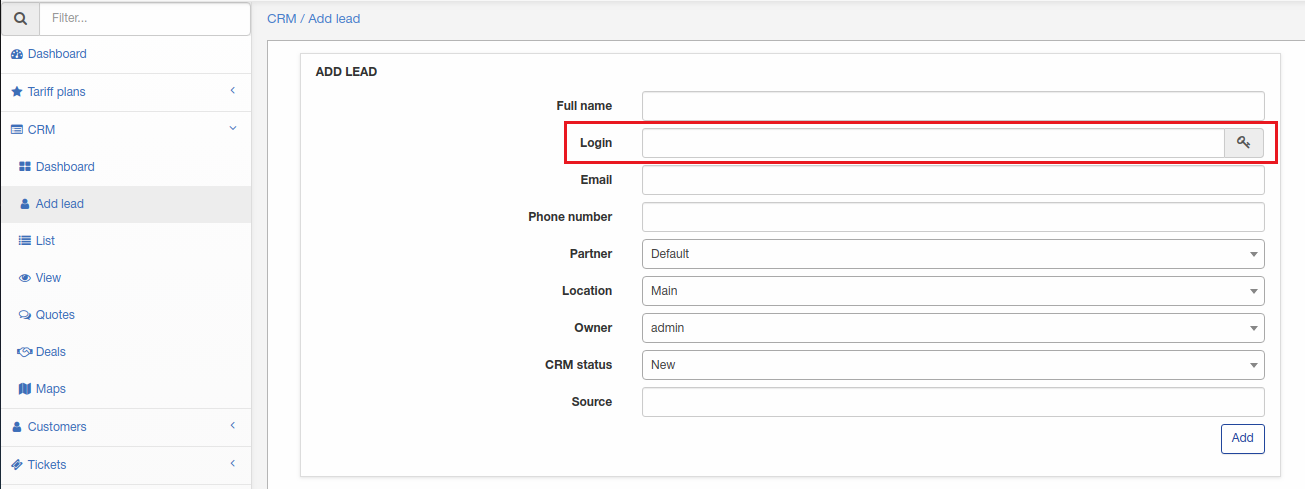 Filter...
Dashboard
Tariff plans
CRM
Dashboard
Add lead
List
View
Quotes
Deals
Maps
Customers
Tickets
CRM / Add lead
ADD LEAD
Full name
Login
Email
Phone number
Partner Default
Location Main
Owner admin
CRM status New
Source
Add